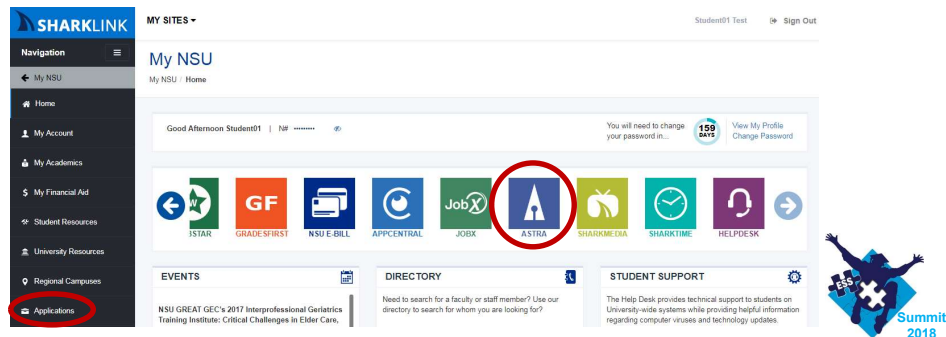 SHARKLINK
MY SITES
Student01 Test
Sign Out
Navigation
My NSU
Home
My Account
My Academics
$ My Financial Aid
Student Resources
University Resources
Regional Campuses
Applications
My NSU
My NSU / Home
Good Afternoon Student01 | N# ••••••••
You will need to change
your password in...
159
DAYS
View My Profile
Change Password
W
3STAR
GF
GRADESFIRST
NSU E-BILL
APPCENTRAL
JobX
JOBX
ASTRA
SHARKMEDIA
SHARKTIME
HELPDESK
EVENTS
NSU GREAT GEC's 2017 Interprofessional Geriatrics
Training Institute: Critical Challenges in Elder Care,
DIRECTORY
Need to search for a faculty or staff member? Use our
directory to search for whom you are looking for?
STUDENT SUPPORT
The Help Desk provides technical support to students on
University-wide systems while providing helpful information
regarding computer viruses and technology updates.
ESS
Summit
2018